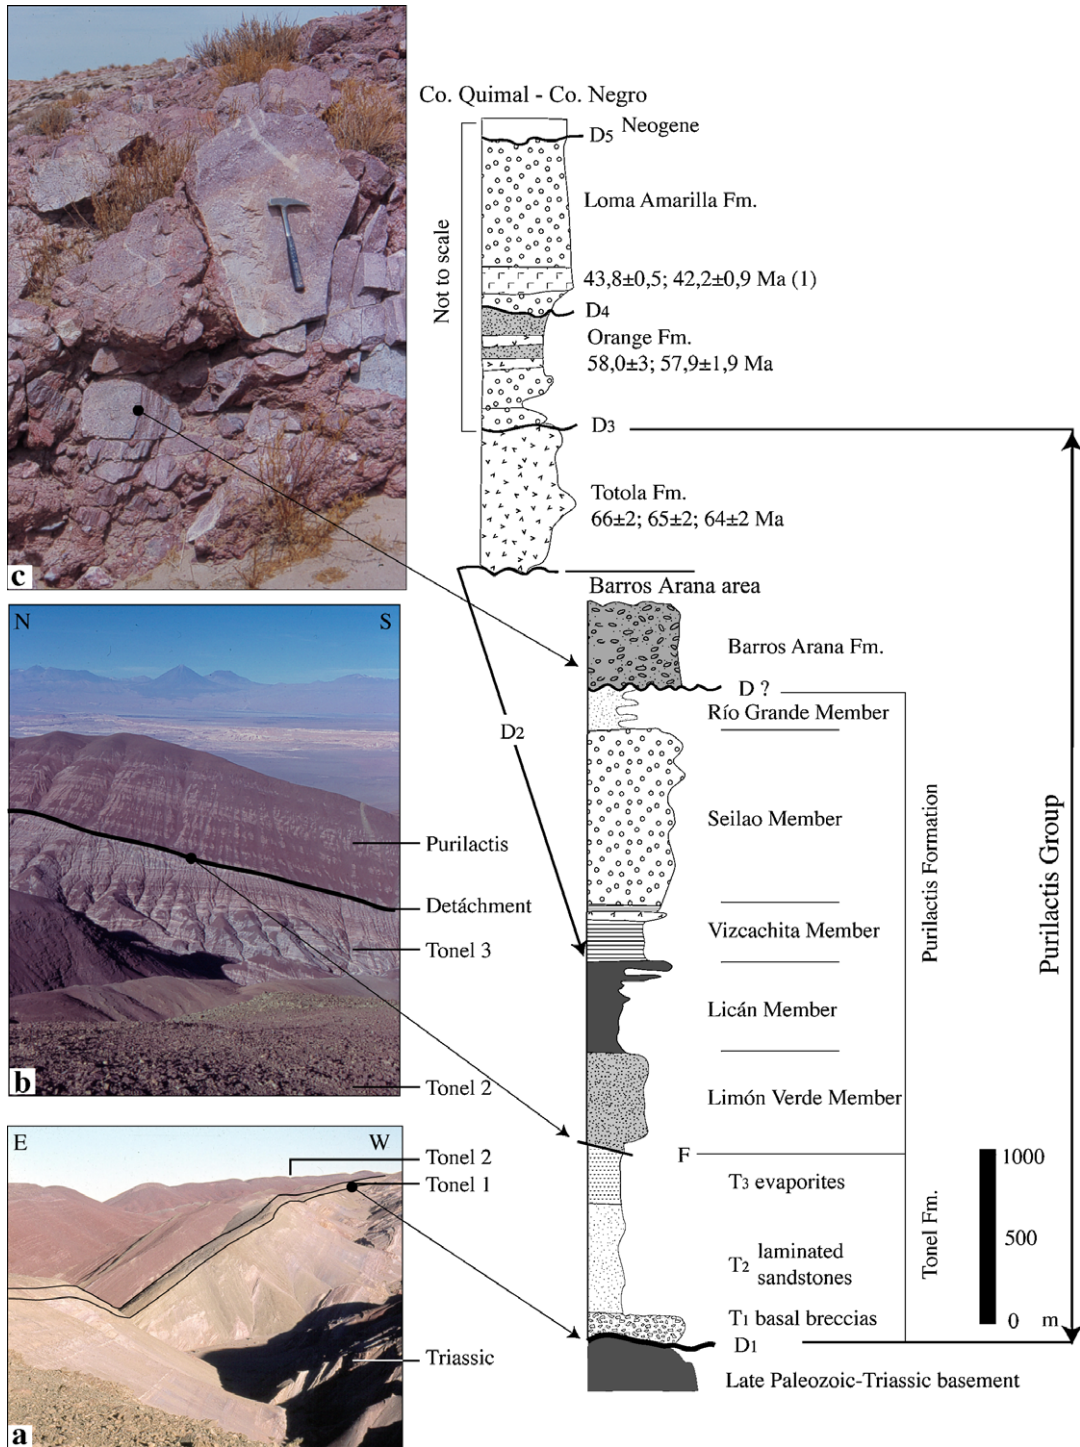 Co. Quimal - Co. Negro
D5 Neogene
Not to scale
Loma Amarilla Fm.
43,8±0,5; 42,2±0,9 Ma (1)
D4
Orange Fm.
58,0±3; 57,9±1,9 Ma
D3
Totola Fm.
66±2; 65±2; 64±2 Ma
c
Barros Arana area
N
S
Barros Arana Fm.
D ?
Río Grande Member
D2
Seilao Member
Purilactis Formation
Purilactis Group
Purilactis
Detáchment
Vizcachita Member
Tonel 3
Licán Member
b
Tonel 2
Limón Verde Member
E
W
F
Tonel 2
Tonel 1
T3 evaporites
1000
500
0 m
Tonel Fm.
T2 laminated
sandstones
T1 basal breccias
D1
Triassic
Late Paleozoic-Triassic basement
a